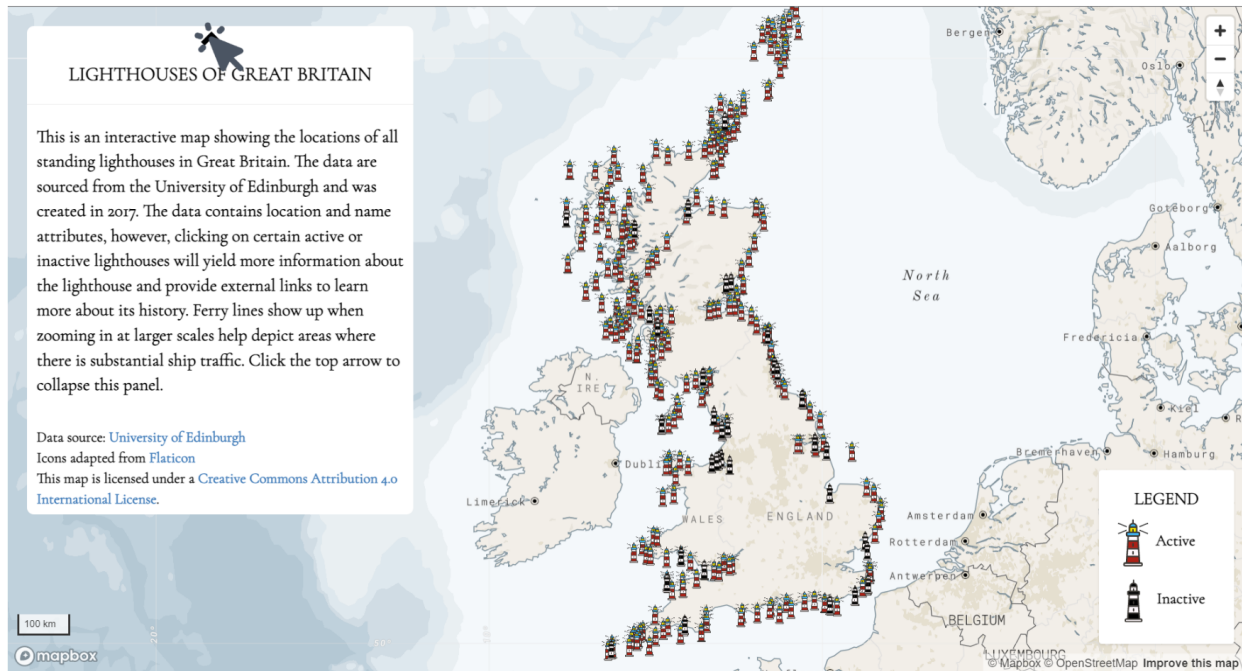 LIGHTHOUSES OF GREAT BRITAIN
This is an interactive map showing the locations of all
standing lighthouses in Great Britain. The data are
sourced from the University of Edinburgh and was
created in 2017. The data contains location and name
attributes, however, clicking on certain active or
inactive lighthouses will yield more information about
the lighthouse and provide external links to learn
more about its history. Ferry lines show up when
zooming in at larger scales help depict areas where
there is substantial ship traffic. Click the top arrow to
collapse this panel.
Data source: University of Edinburgh
Icons adapted from Flaticon
This map is licensed under a Creative Commons Attribution 4.0
International License.
100 km
20°
50°
mapbox
Bergen
Oslo
Goteborg
Aalborg
North
Sea
Fredericia
Kiel
N.
IRE
Bremerhaven
Hamburg
Limerick
WALES
ENGLAND
Amsterdam
Rotterdam
Antwerpen
BELGIUM
LUXEMBOURG
LEGEND
Active
Inactive
+
−
© Mapbox © OpenStreetMap Improve this map